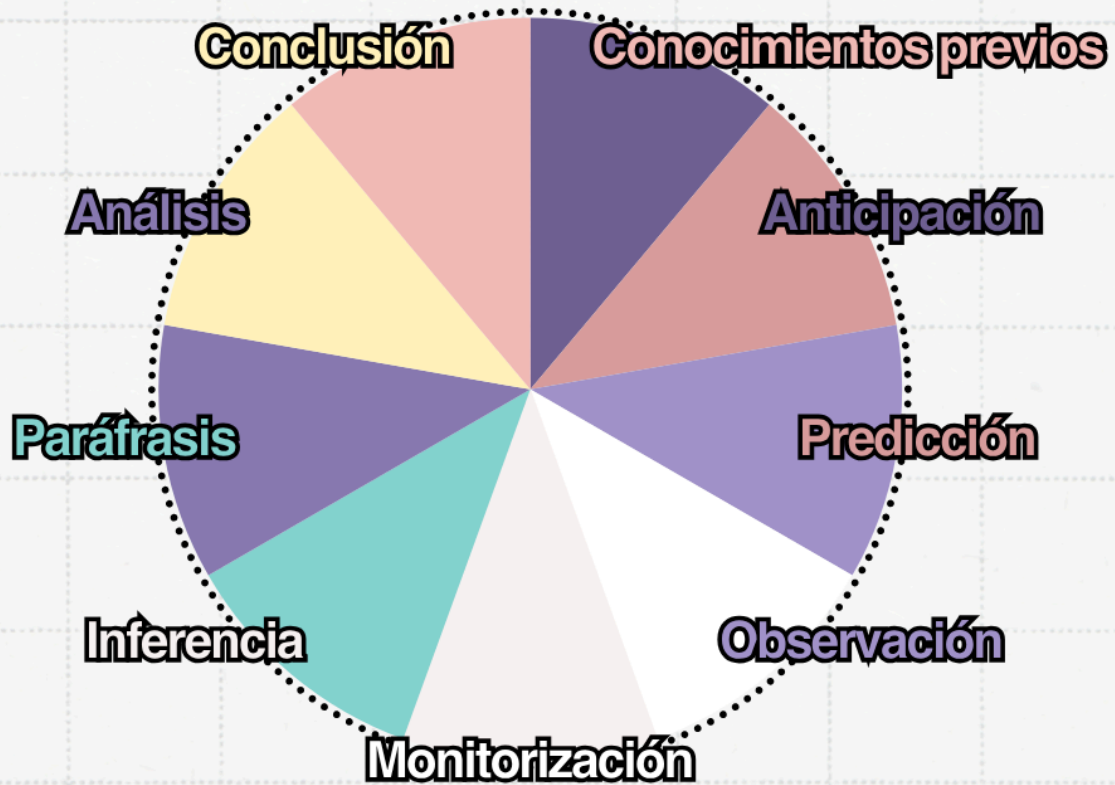 Conclusión
Conocimientos previos
Análisis
Anticipación
Paráfrasis
Predicción
Inferencia
Observación
Monitorización